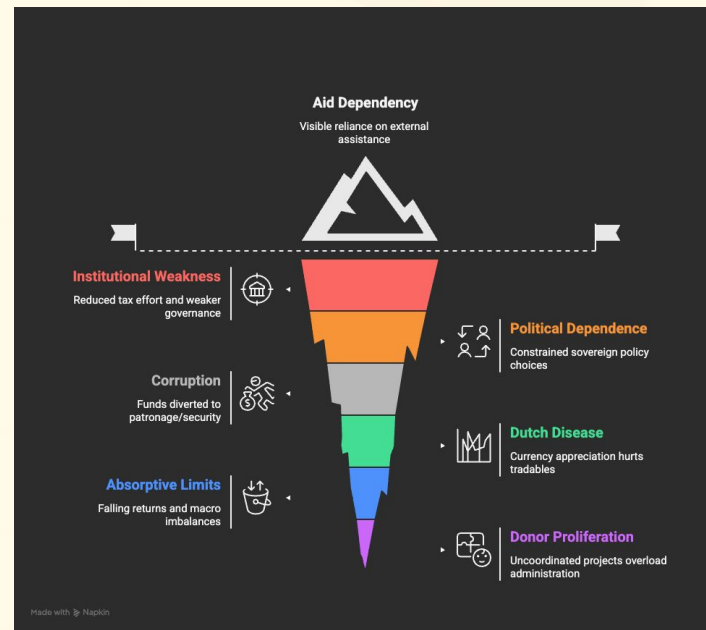 Aid Dependency
Visible reliance on external
assistance
Institutional Weakness
Reduced tax effort and weaker
governance
Political Dependence
Constrained sovereign policy
choices
Corruption
Funds diverted to
patronage/security
$
Dutch Disease
Currency appreciation hurts
tradables
Absorptive Limits
Falling returns and macro
imbalances
Donor Proliferation
Uncoordinated projects overload
administration
Made with Napkin